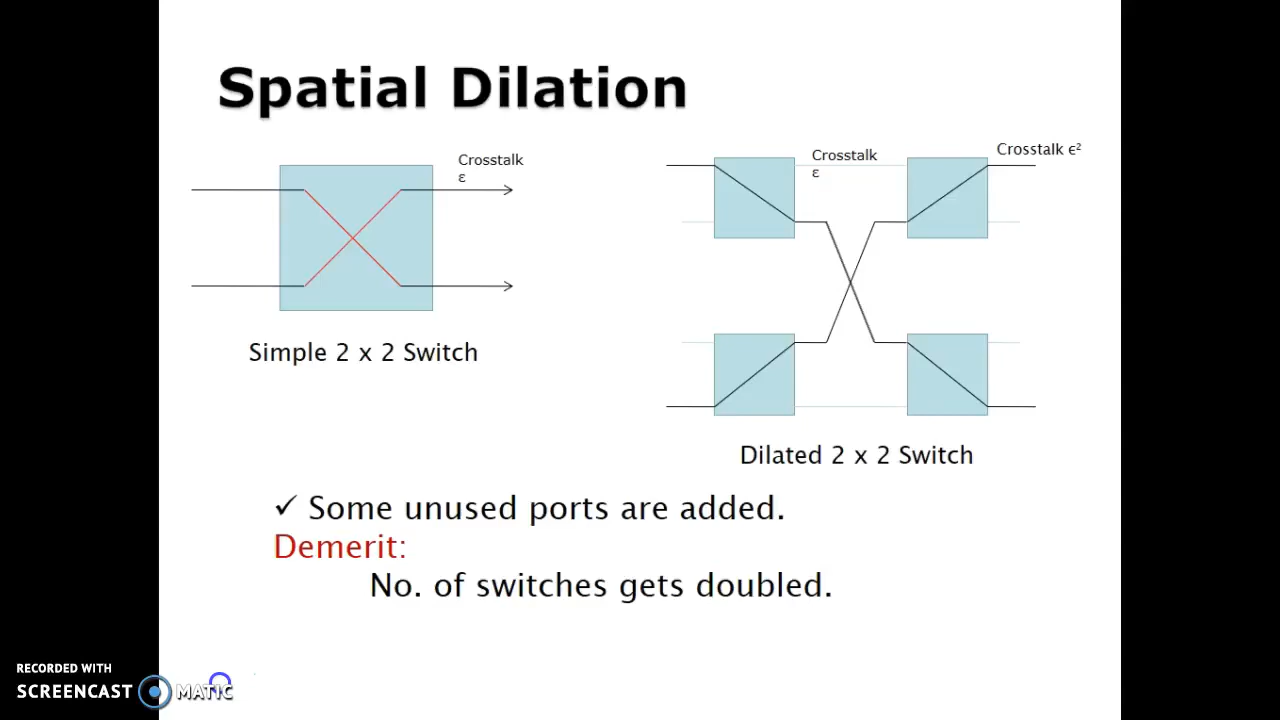 Spatial Dilation
Crosstalk
ε
Simple 2 x 2 Switch
Crosstalk
ε
Crosstalk ϵ²
Dilated 2 x 2 Switch
✓ Some unused ports are added.
Demerit:
No. of switches gets doubled.
RECORDED WITH
SCREENCAST MATIC